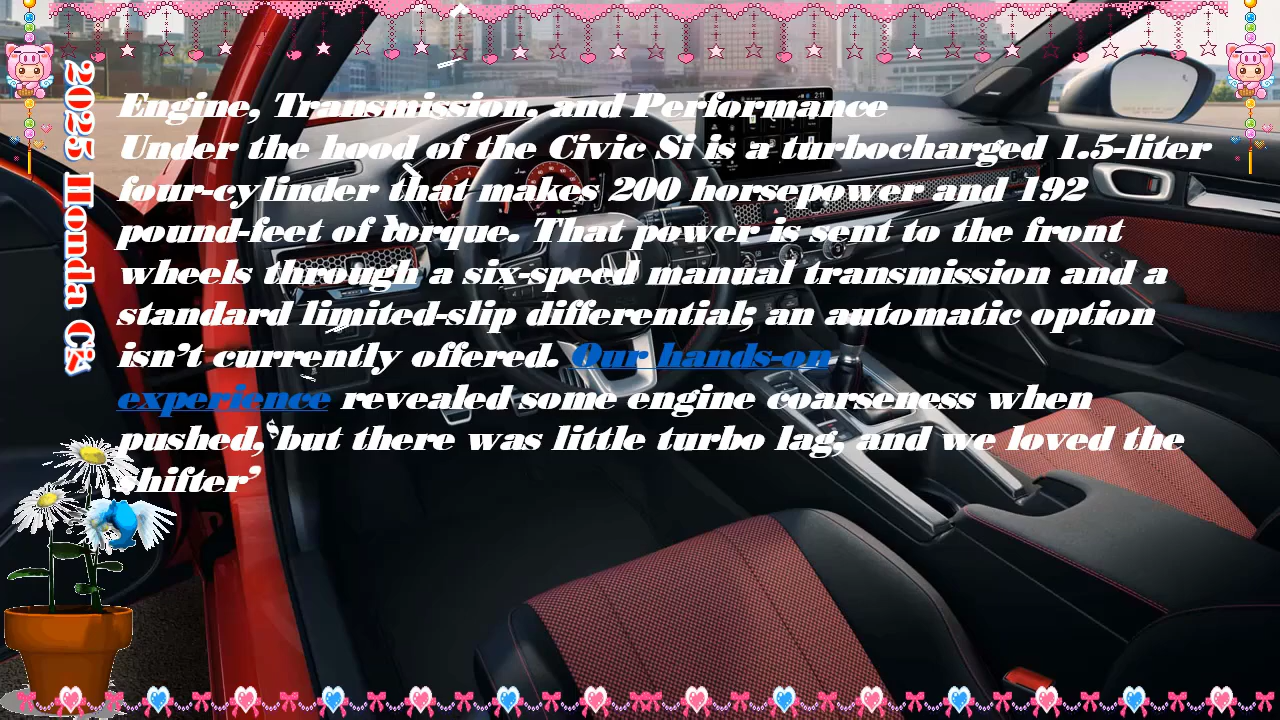 2025 Honda Ci
Engine, Transmission, and Performance
Under the hood of the Civic Si is a turbocharged 1.5-liter
four-cylinder that makes 200 horsepower and 192
pound-feet of torque. That power is sent to the front
wheels through a six-speed manual transmission and a
standard limited-slip differential; an automatic option
isn’t currently offered. Our hands-on
experience revealed some engine coarseness when
pushed, but there was little turbo lag, and we loved the
shifter’
2:11